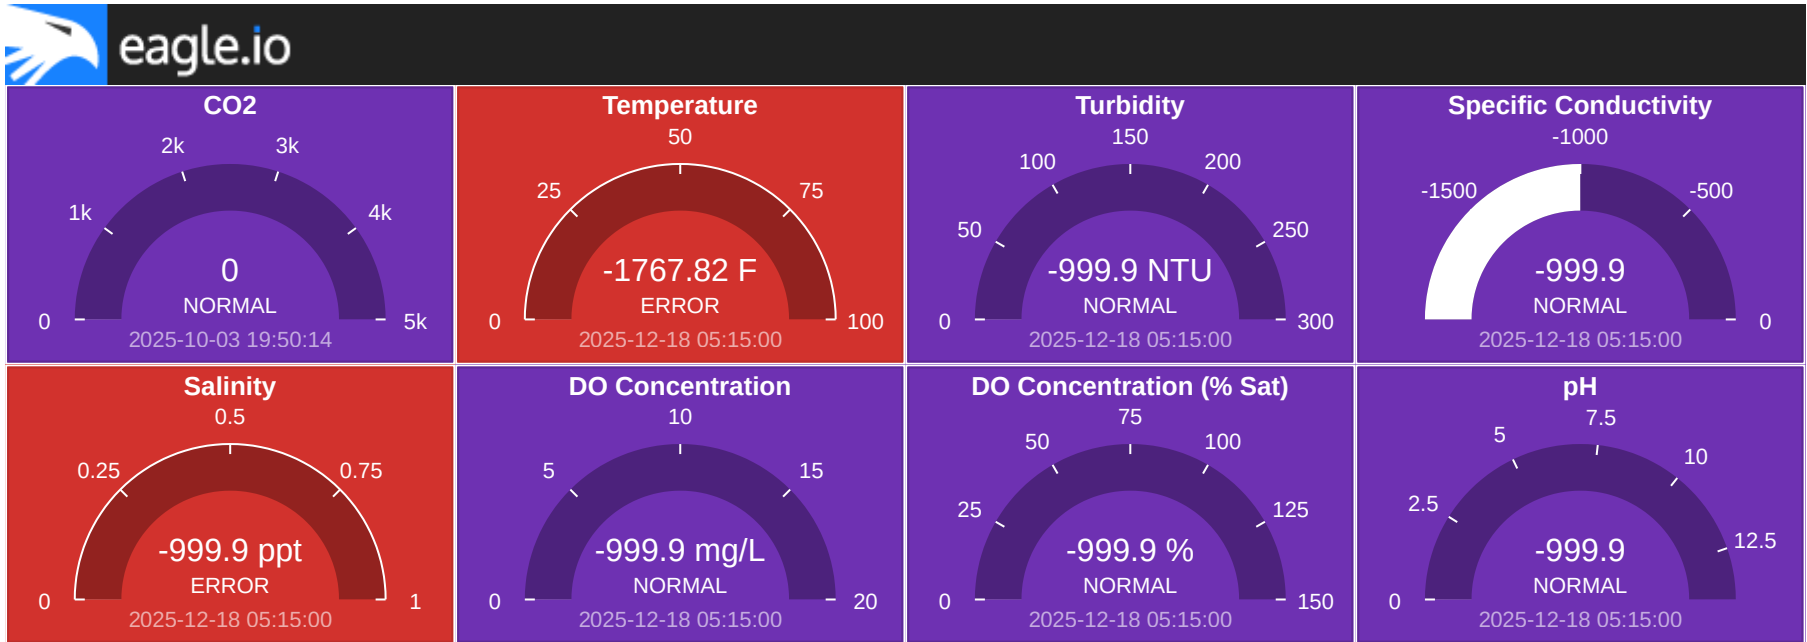 eagle.io
CO2
2k
3k
1k
4k
0
NORMAL
0
5k
2025-10-03 19:50:14
Temperature
50
25
75
-1767.82 F
ERROR
0
100
2025-12-18 05:15:00
Turbidity
150
100
200
50
250
-999.9 NTU
NORMAL
0
300
2025-12-18 05:15:00
Specific Conductivity
-1000
-1500
-500
-999.9
NORMAL
0
2025-12-18 05:15:00
Salinity
0.5
0.25
0.75
-999.9 ppt
ERROR
0
1
2025-12-18 05:15:00
DO Concentration
10
5
15
-999.9 mg/L
NORMAL
0
20
2025-12-18 05:15:00
DO Concentration (% Sat)
75
50
100
25
125
-999.9 %
NORMAL
0
150
2025-12-18 05:15:00
pH
7.5
5
10
2.5
12.5
-999.9
NORMAL
0
2025-12-18 05:15:00